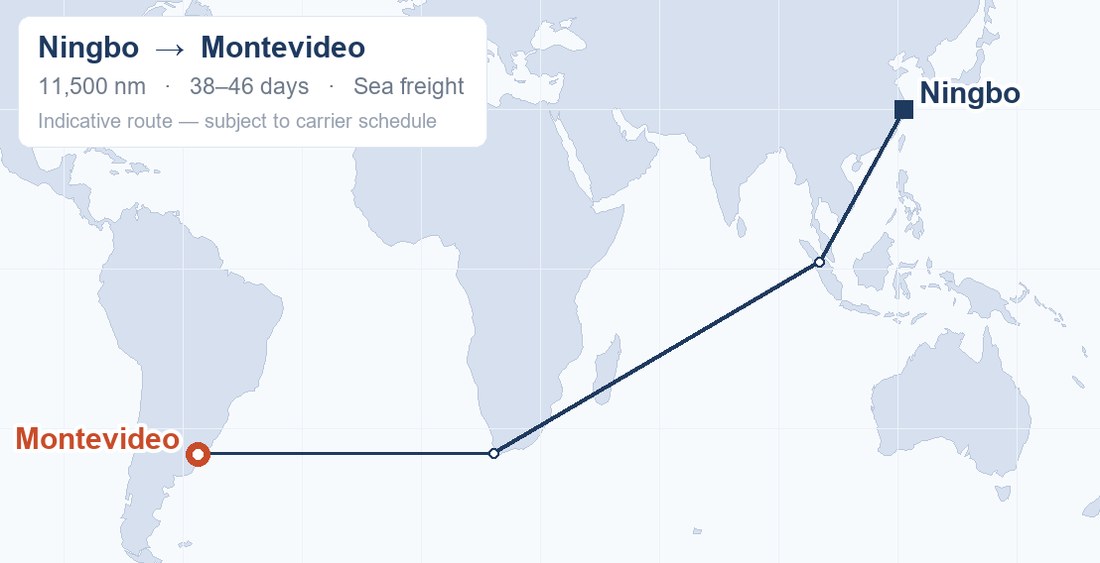 Ningbo → Montevideo
11,500 nm · 38–46 days · Sea freight
Indicative route — subject to carrier schedule
Ningbo
Montevideo